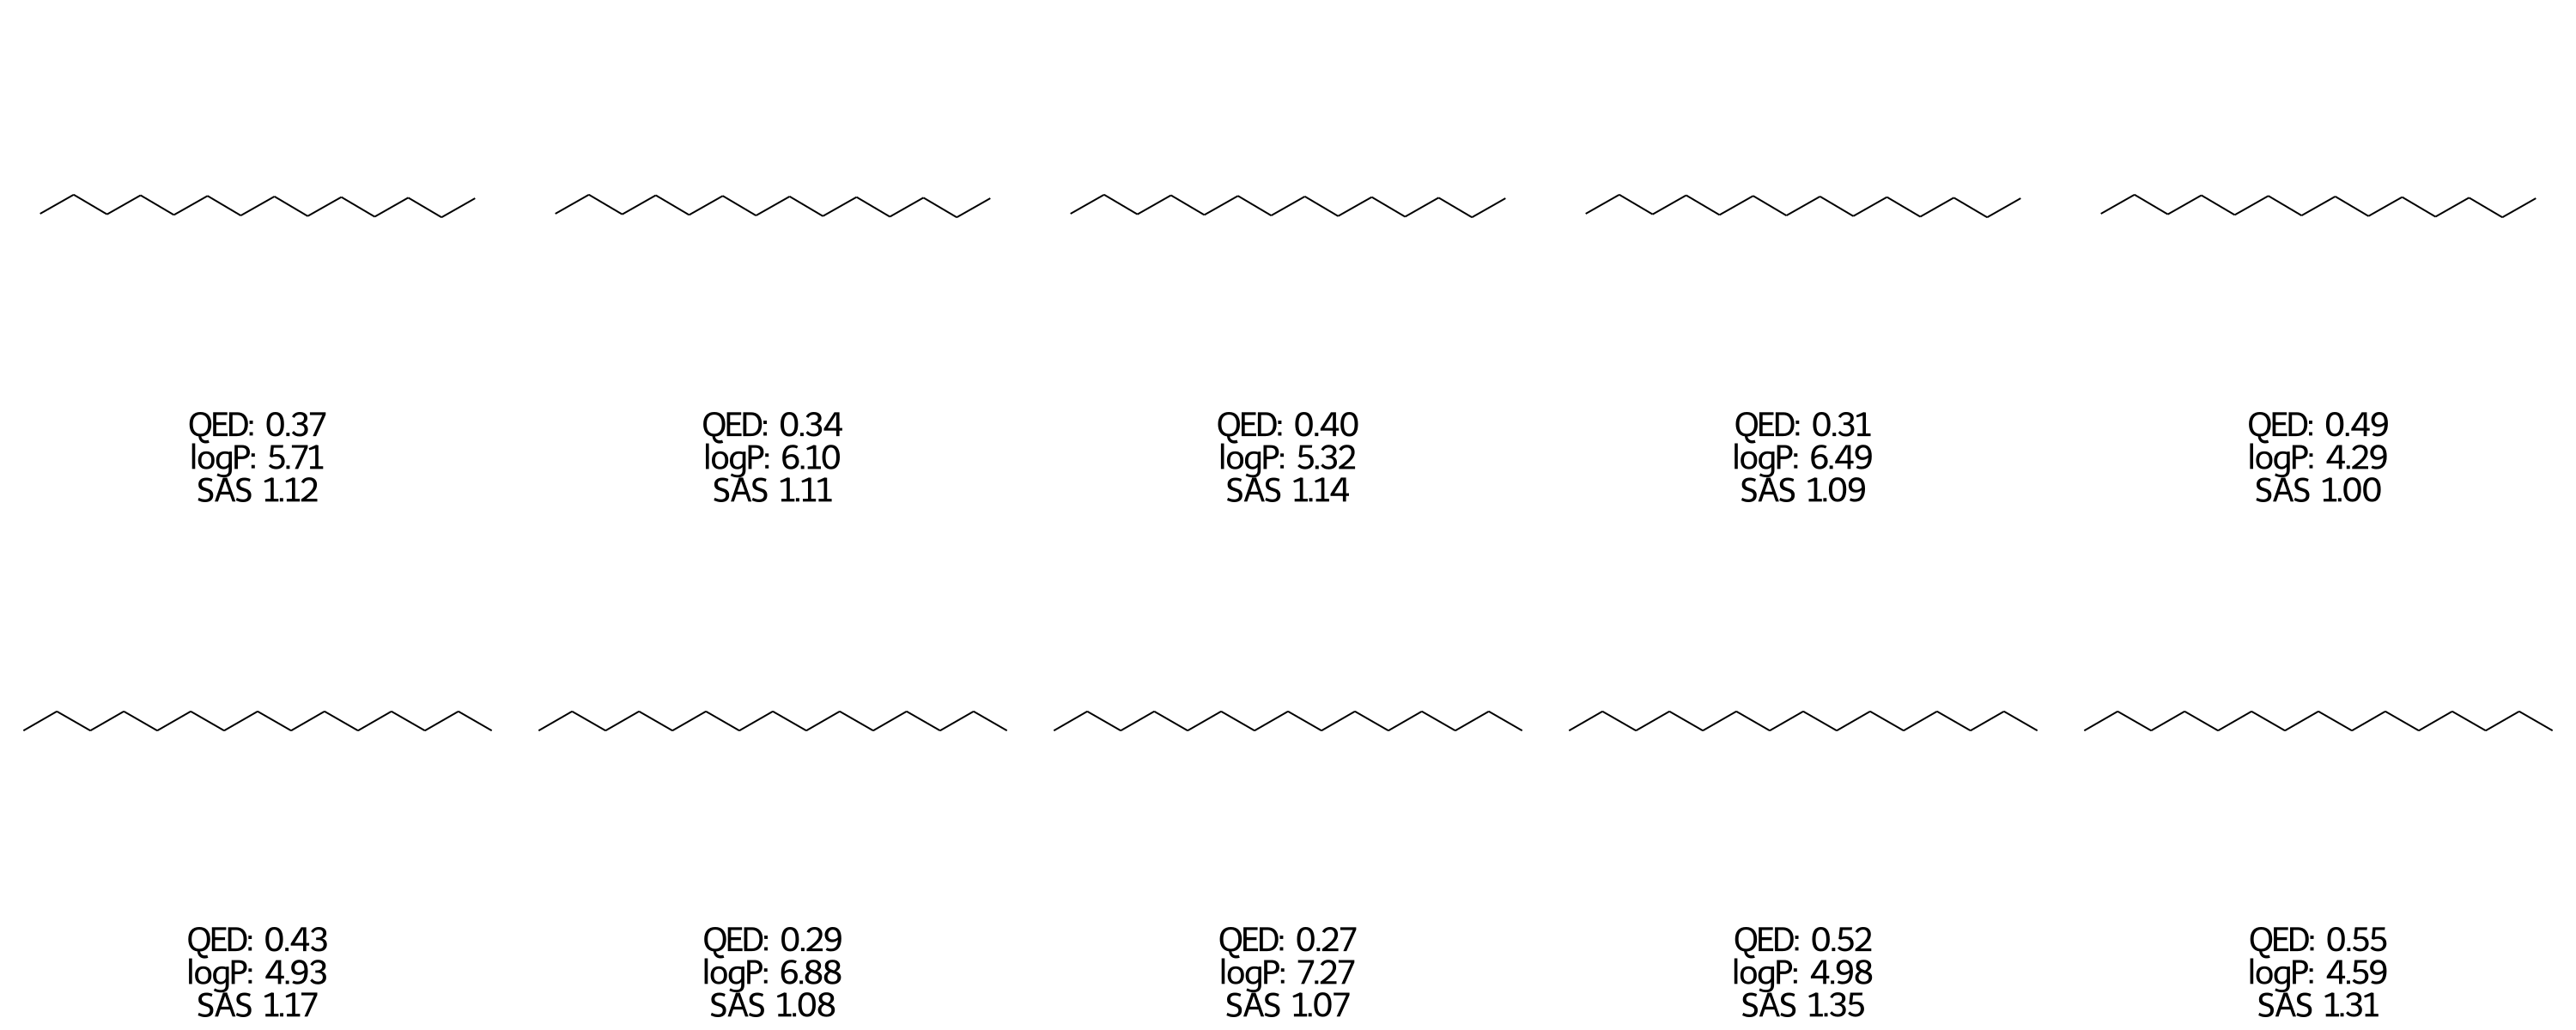 QED: 0.37
logP: 5.71
SAS 1.12
QED: 0.34
logP: 6.10
SAS 1.11
QED: 0.40
logP: 5.32
SAS 1.14
QED: 0.31
logP: 6.49
SAS 1.09
QED: 0.49
logP: 4.29
SAS 1.00
QED: 0.43
logP: 4.93
SAS 1.17
QED: 0.29
logP: 6.88
SAS 1.08
QED: 0.27
logP: 7.27
SAS 1.07
QED: 0.52
logP: 4.98
SAS 1.35
QED: 0.55
logP: 4.59
SAS 1.31